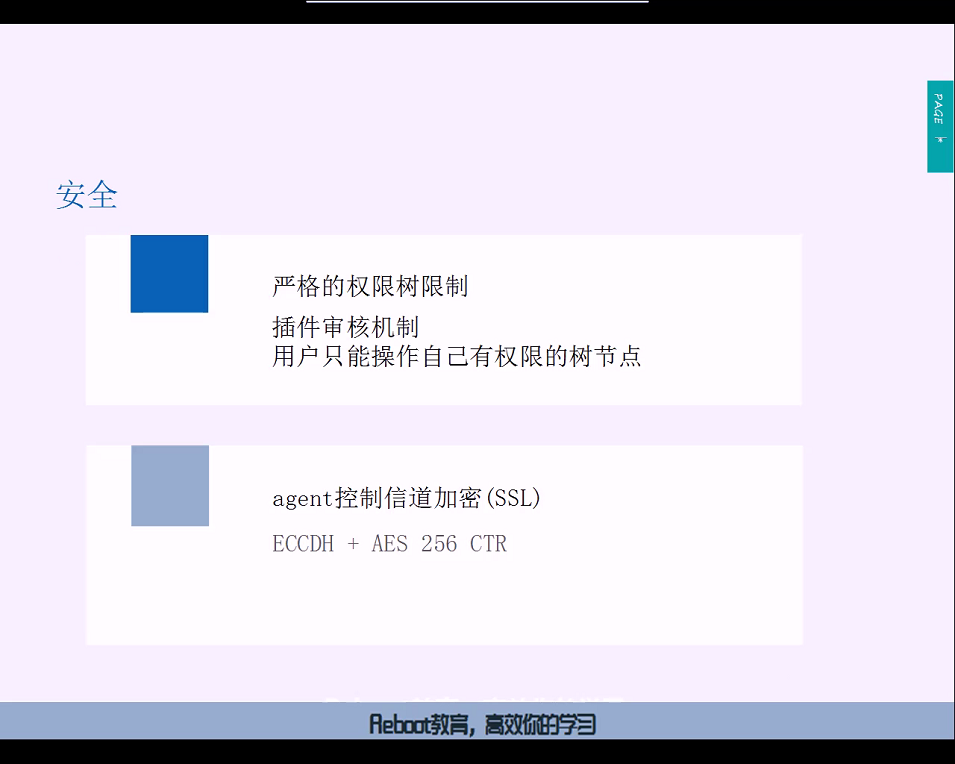 PAGE *
安全
严格的权限树限制
插件审核机制
用户只能操作自己有权限的树节点
agent控制信道加密(SSL)
ECCDH + AES 256 CTR
Reboot教育，高效你的学习